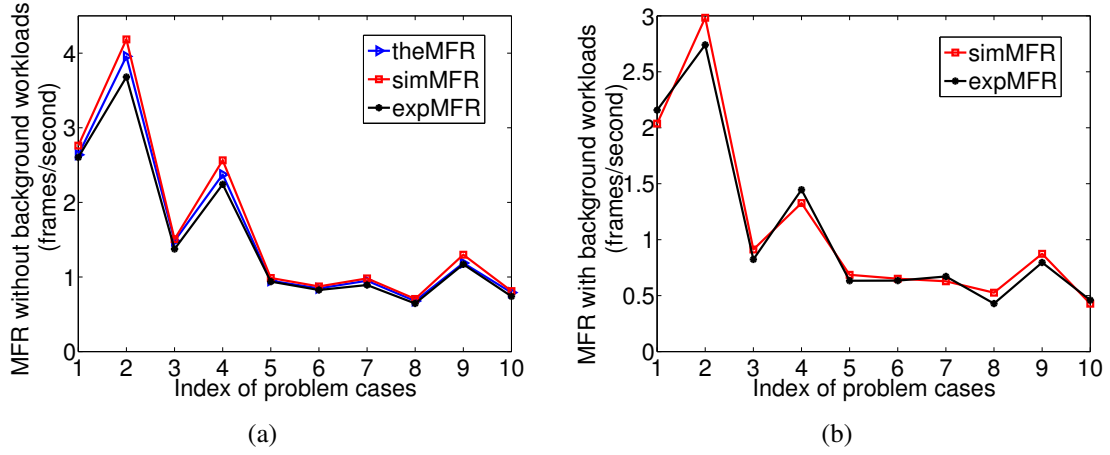 MFR without background workloads
(frames/second)
4
3
2
1
0
theMFR
simMFR
expMFR
1 2 3 4 5 6 7 8 9 10
Index of problem cases
(a)
MFR with background workloads
(frames/second)
3
2.5
2
1.5
1
0.5
0
simMFR
expMFR
1 2 3 4 5 6 7 8 9 10
Index of problem cases
(b)